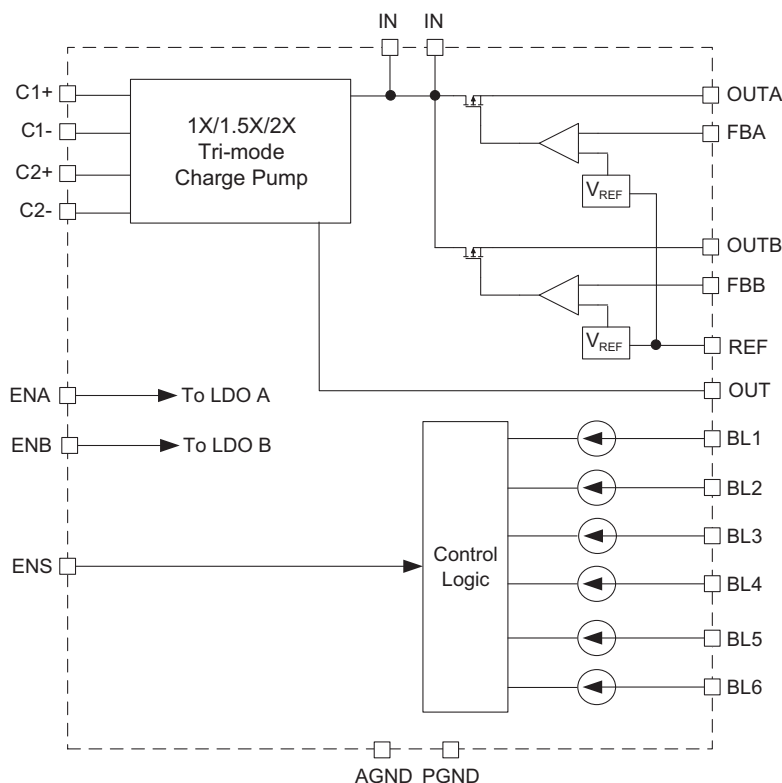 IN IN
C1+
C1-
C2+
C2-
1X/1.5X/2X
Tri-mode
Charge Pump
OUTA
FBA
VREF
OUTB
FBB
VREF
REF
OUT
ENA To LDO A
ENB To LDO B
ENS
Control
Logic
BL1
BL2
BL3
BL4
BL5
BL6
AGND PGND